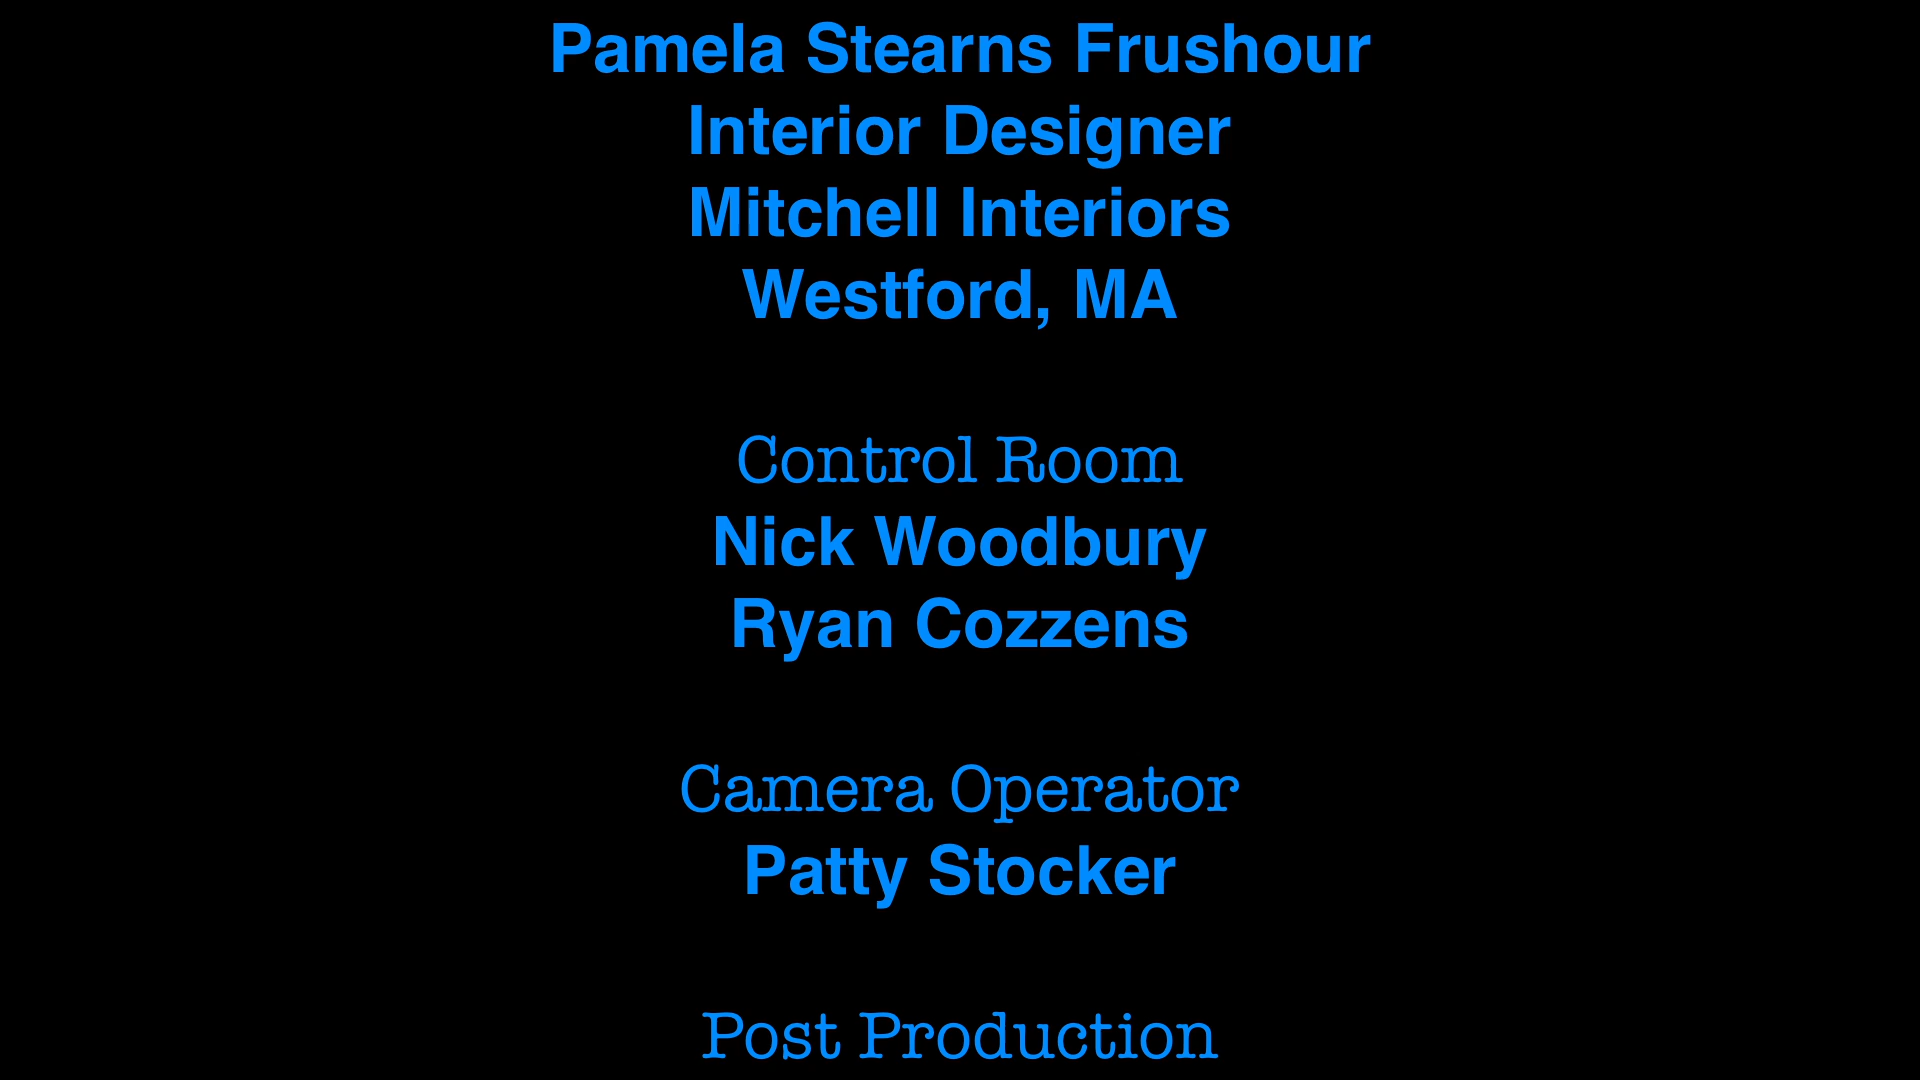 Pamela Stearns Frushour
Interior Designer
Mitchell Interiors
Westford, MA
Control Room
Nick Woodbury
Ryan Cozzens
Camera Operator
Patty Stocker
Post Production